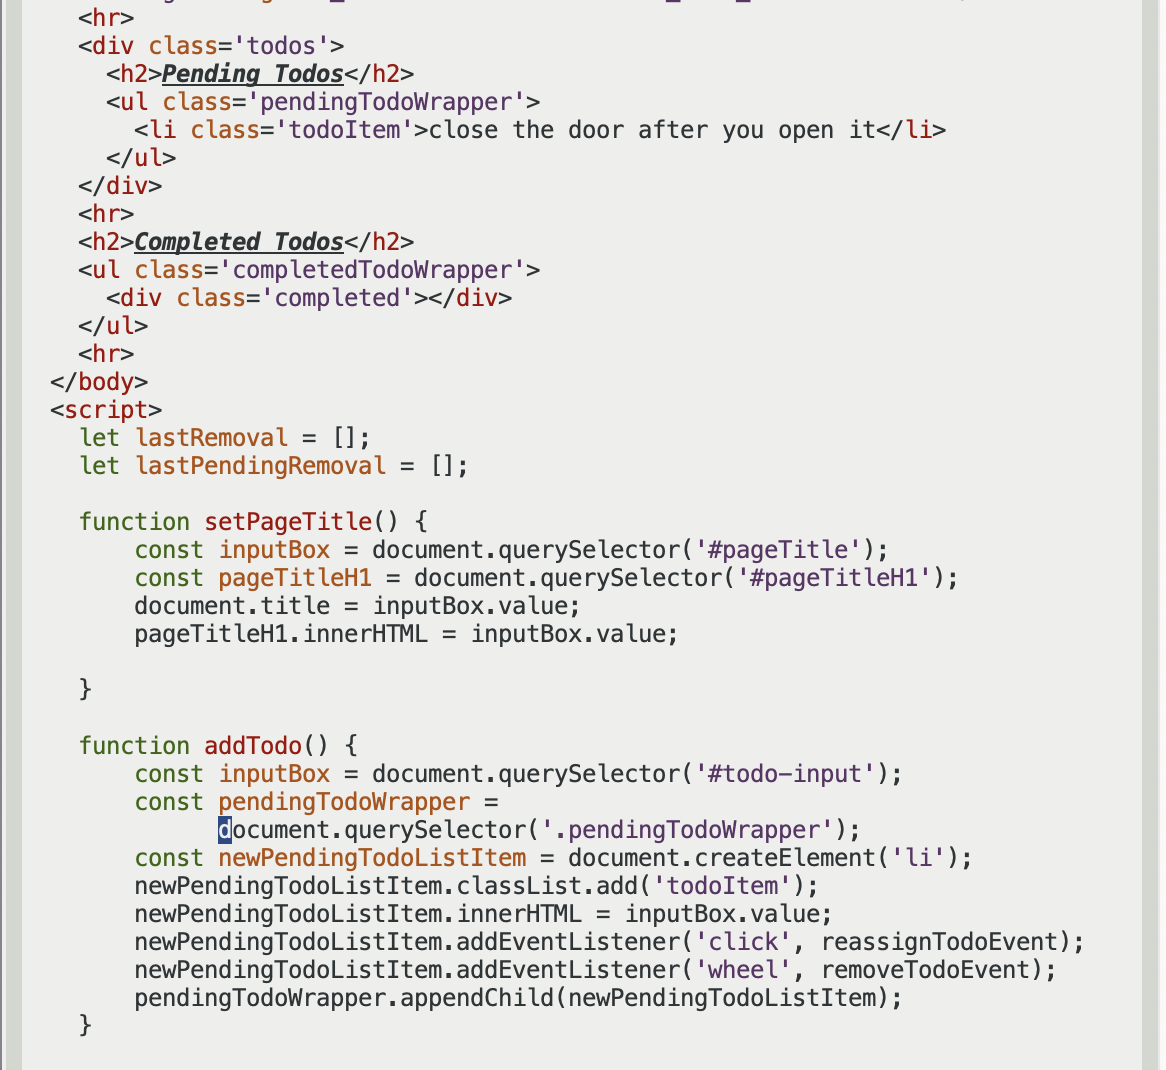 <hr>
<div class='todos'>
<h2>Pending Todos</h2>
<ul class='pendingTodoWrapper'>
<li class='todoItem'>close the door after you open it</li>
</ul>
</div>
<hr>
<h2>Completed Todos</h2>
<ul class='completedTodoWrapper'>
<div class='completed'></div>
</ul>
<hr>
</body>
<script>
let lastRemoval = [];
let lastPendingRemoval = [];
function setPageTitle() {
const inputBox = document.querySelector('#pageTitle');
const pageTitleH1 = document.querySelector('#pageTitleH1');
document.title = inputBox.value;
pageTitleH1.innerHTML = inputBox.value;
}
function addTodo() {
const inputBox = document.querySelector('#todo-input');
const pendingTodoWrapper =
document.querySelector('.pendingTodoWrapper');
const newPendingTodoListItem = document.createElement('li');
newPendingTodoListItem.classList.add('todoItem');
newPendingTodoListItem.innerHTML = inputBox.value;
newPendingTodoListItem.addEventListener('click', reassignTodoEvent);
newPendingTodoListItem.addEventListener('wheel', removeTodoEvent);
pendingTodoWrapper.appendChild(newPendingTodoListItem);
}